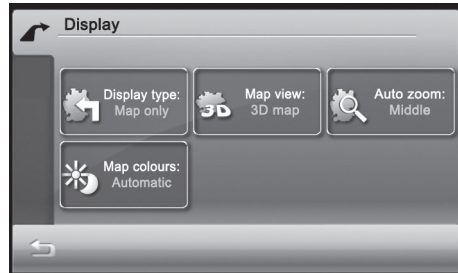 Display
Display type:
Map only
3D
Map view:
3D map
Auto zoom:
Middle
Map colours:
Automatic